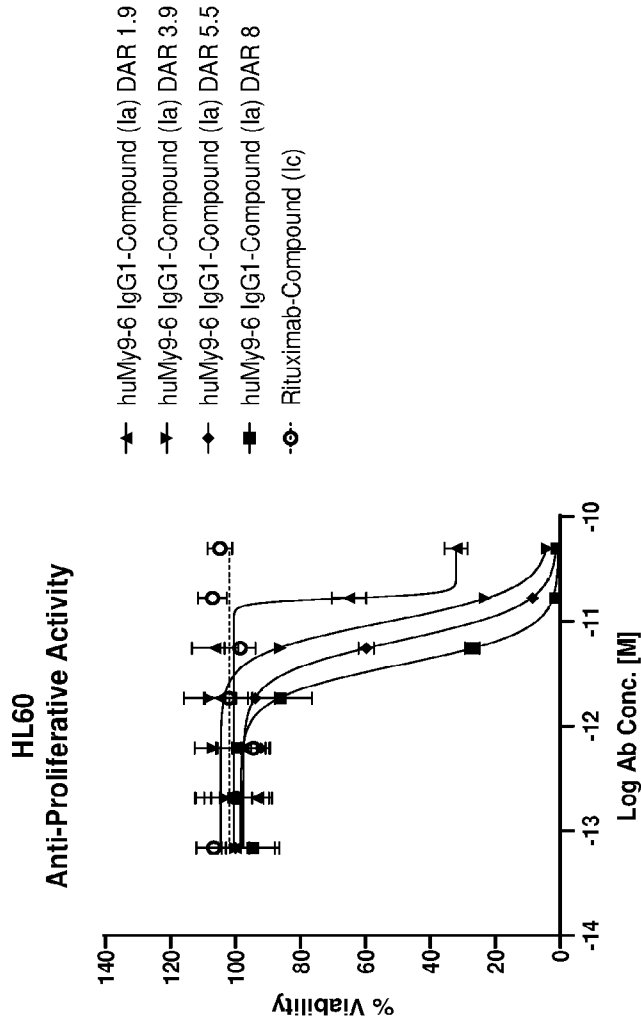 HL60
Anti-Proliferative Activity
140
120
100
80
60
40
20
0
% Viability
-14
-13
-12
-11
-10
Log Ab Conc. [M]
huMy9-6 IgG1-Compound (Ia) DAR 1.9
huMy9-6 IgG1-Compound (Ia) DAR 3.9
huMy9-6 IgG1-Compound (Ia) DAR 5.5
huMy9-6 IgG1-Compound (Ia) DAR 8
Rituximab-Compound (Ic)